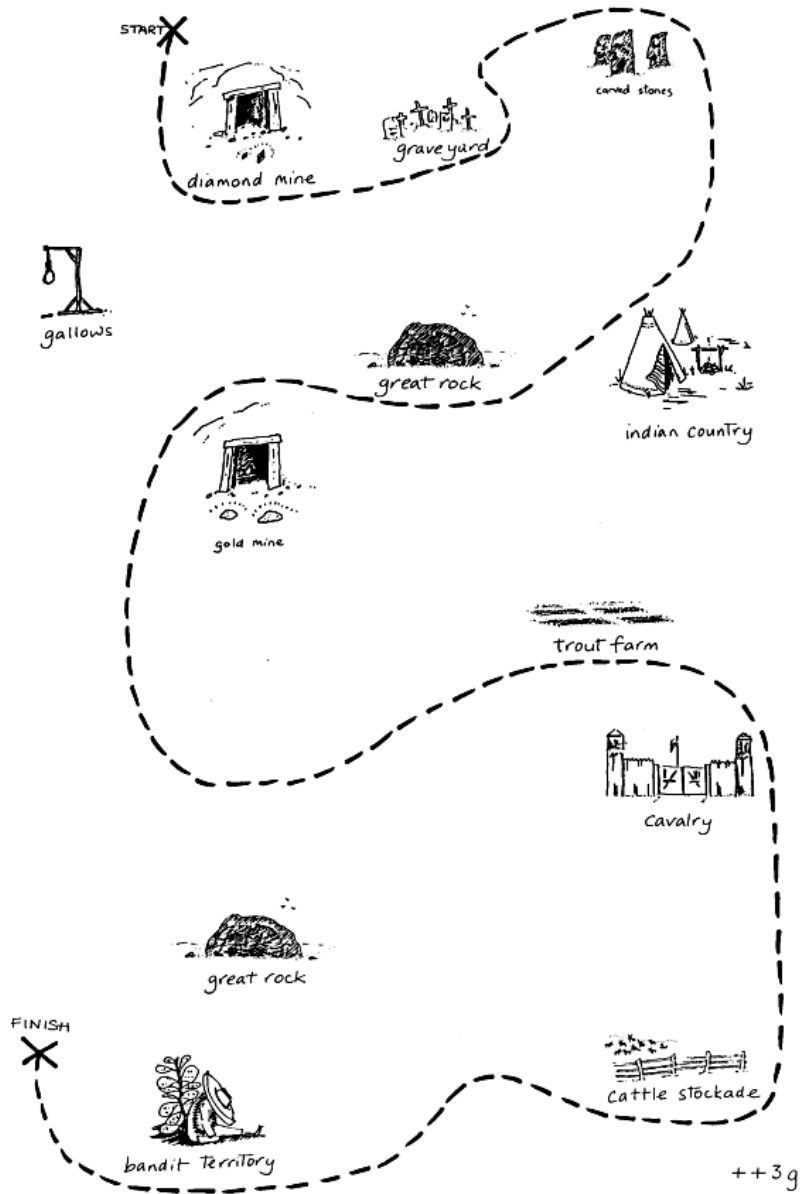 START
carved stones
graveyard
diamond mine
gallows
great rock
indian country
gold mine
trout farm
cavalry
great rock
FINISH
cattle stockade
bandit TERRITORY
++3g